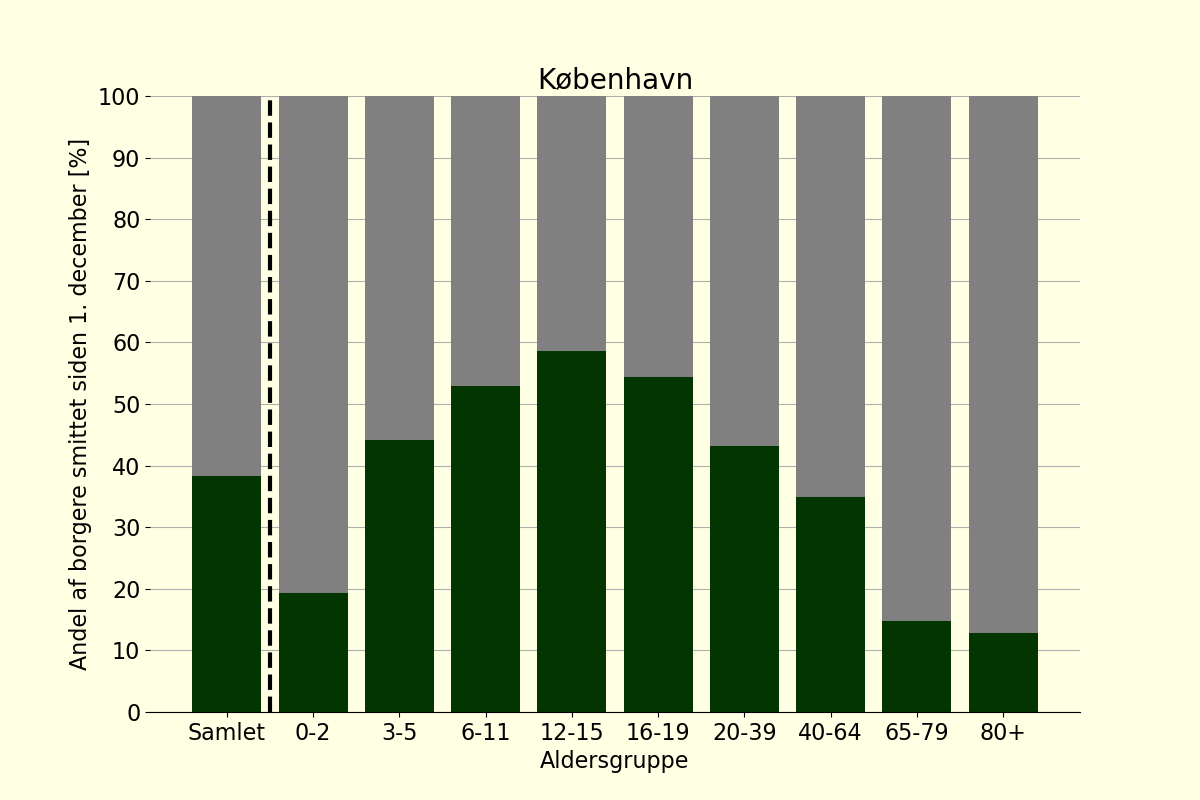 København
Andel af borgere smittet siden 1. december [%]
100
90
80
70
60
50
40
30
20
10
0
Samlet 0-2 3-5 6-11 12-15 16-19 20-39 40-64 65-79 80+
Aldersgruppe